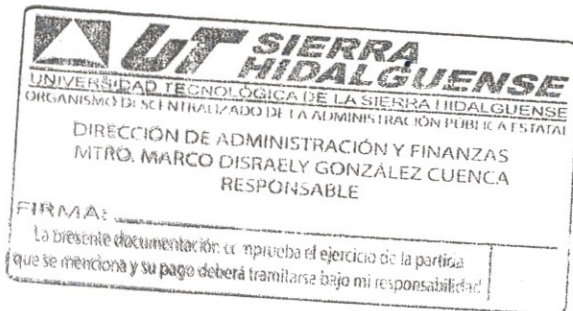 UT SIERRA
HIDALGUENSE
UNIVERSIDAD TECNOLÓGICA DE LA SIERRA HIDALGUENSE
ORGANISMO DESCENTRALIZADO DE LA ADMINISTRACIÓN PÚBLICA ESTATAL
DIRECCIÓN DE ADMINISTRACIÓN Y FINANZAS
MTRO. MARCO DISRAELY GONZÁLEZ CUENCA
RESPONSABLE
FIRMA:
La presente documentación comprueba el ejercicio de la partida
que se menciona y su pago deberá tramitarse bajo mi responsabilidad